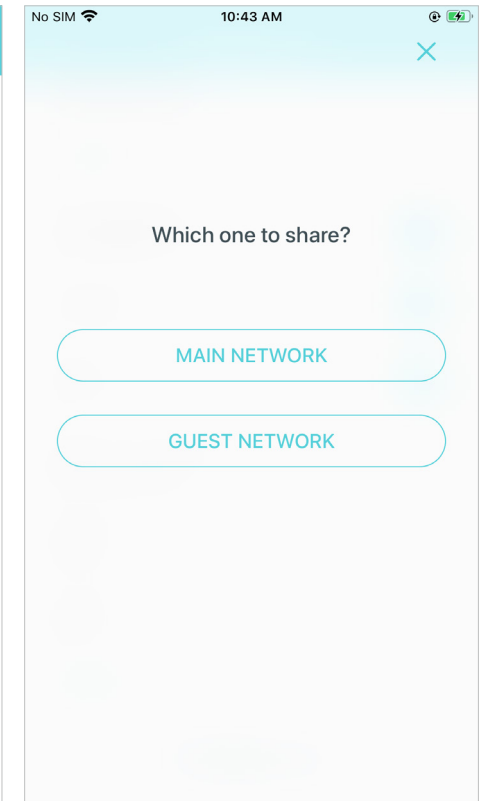 No SIM
10:43 AM
Which one to share?
MAIN NETWORK
GUEST NETWORK